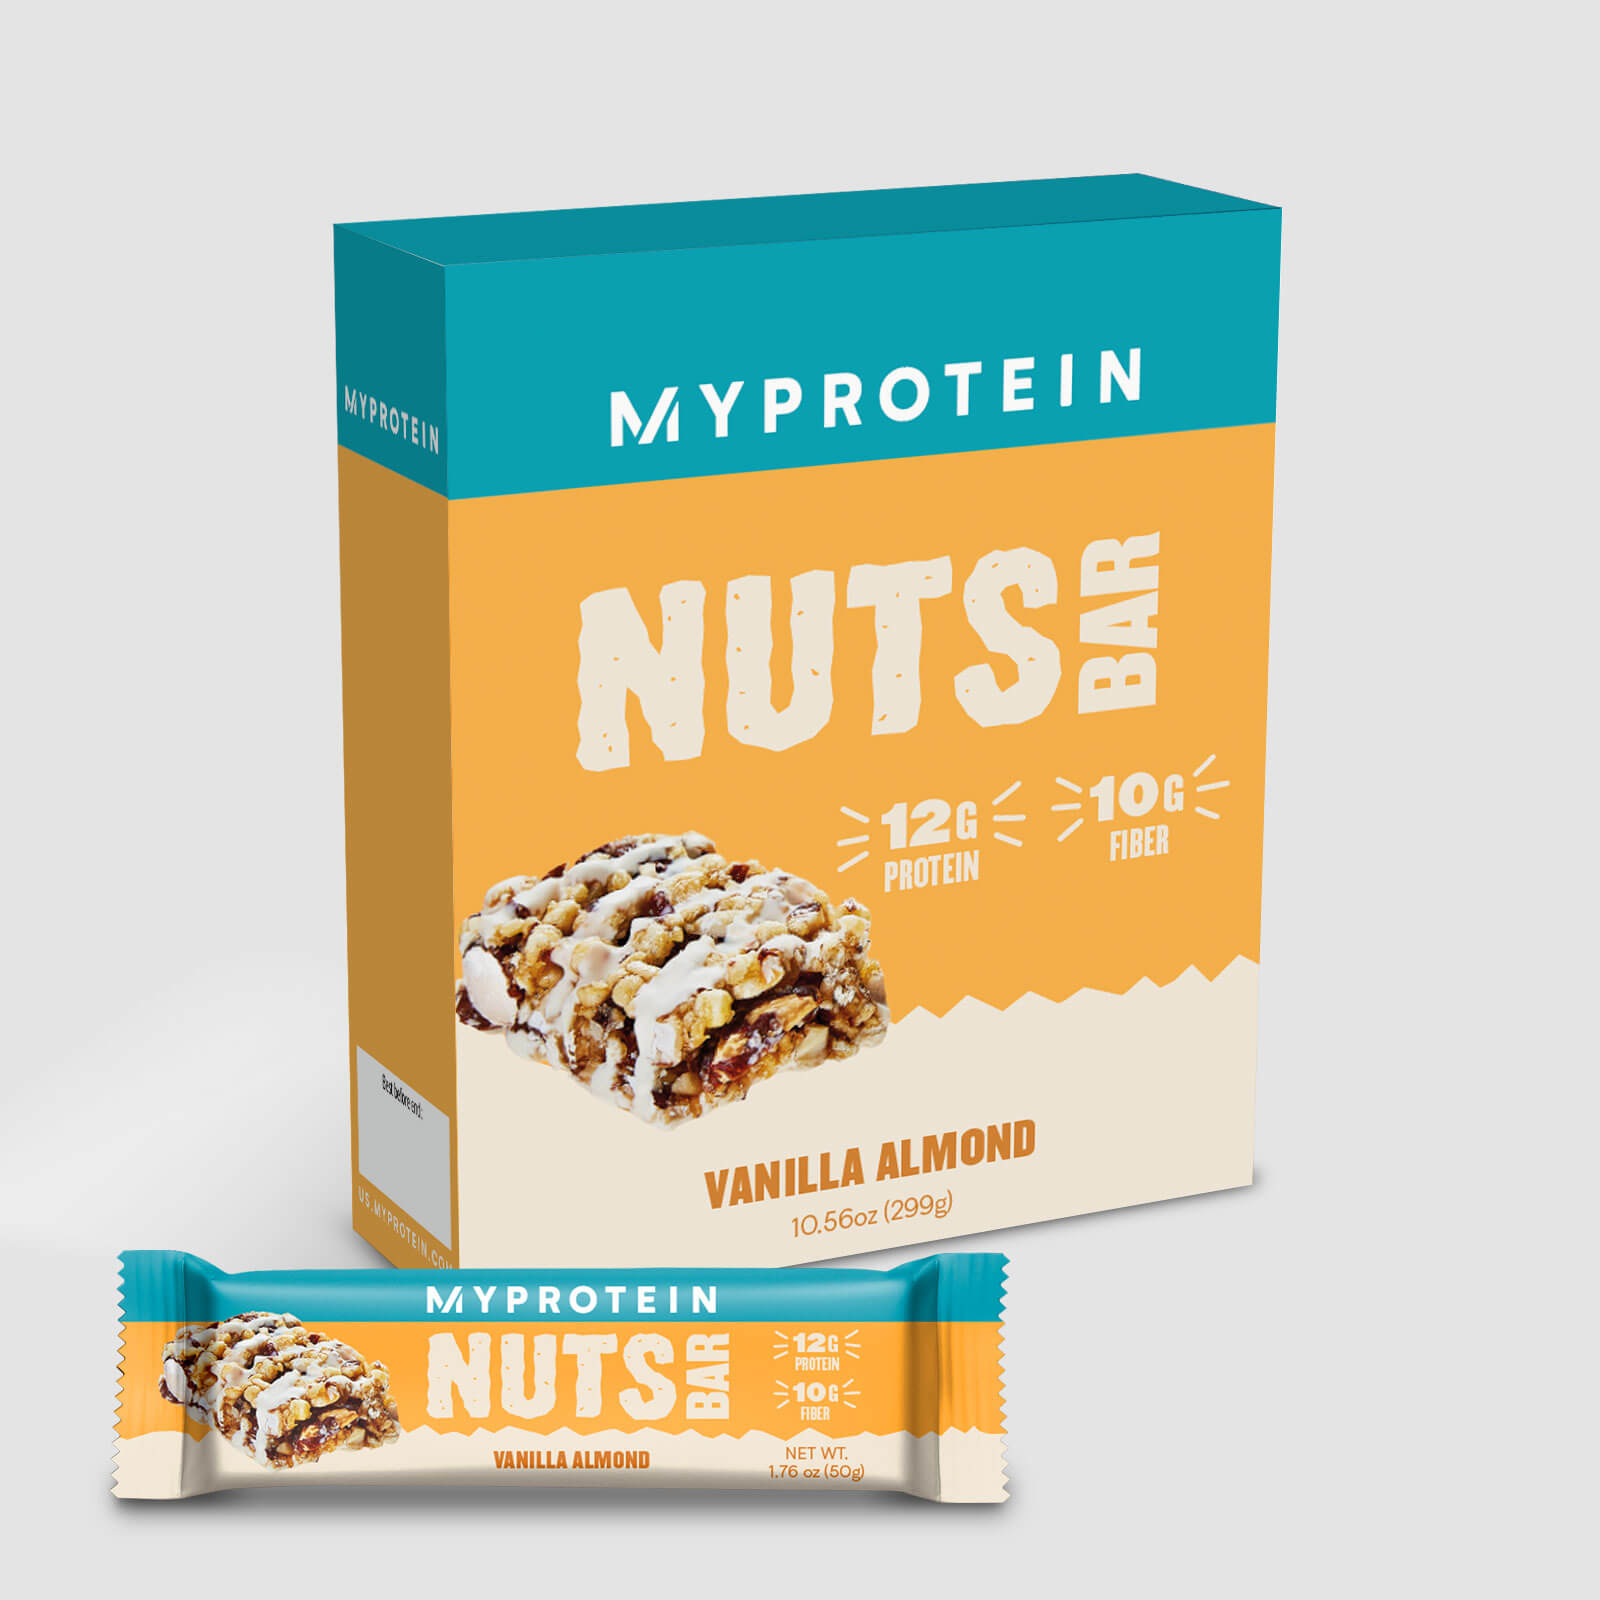 MYPROTEIN
MYPROTEIN
NUTS BAR
12G
PROTEIN
10G
FIBER
VANILLA ALMOND
10.56oz (299g)
Best before end:
US.MYPROTEIN.COM
MYPROTEIN
NUTS BAR
12G
PROTEIN
10G
FIBER
VANILLA ALMOND
NET WT.
1.76 oz (50g)